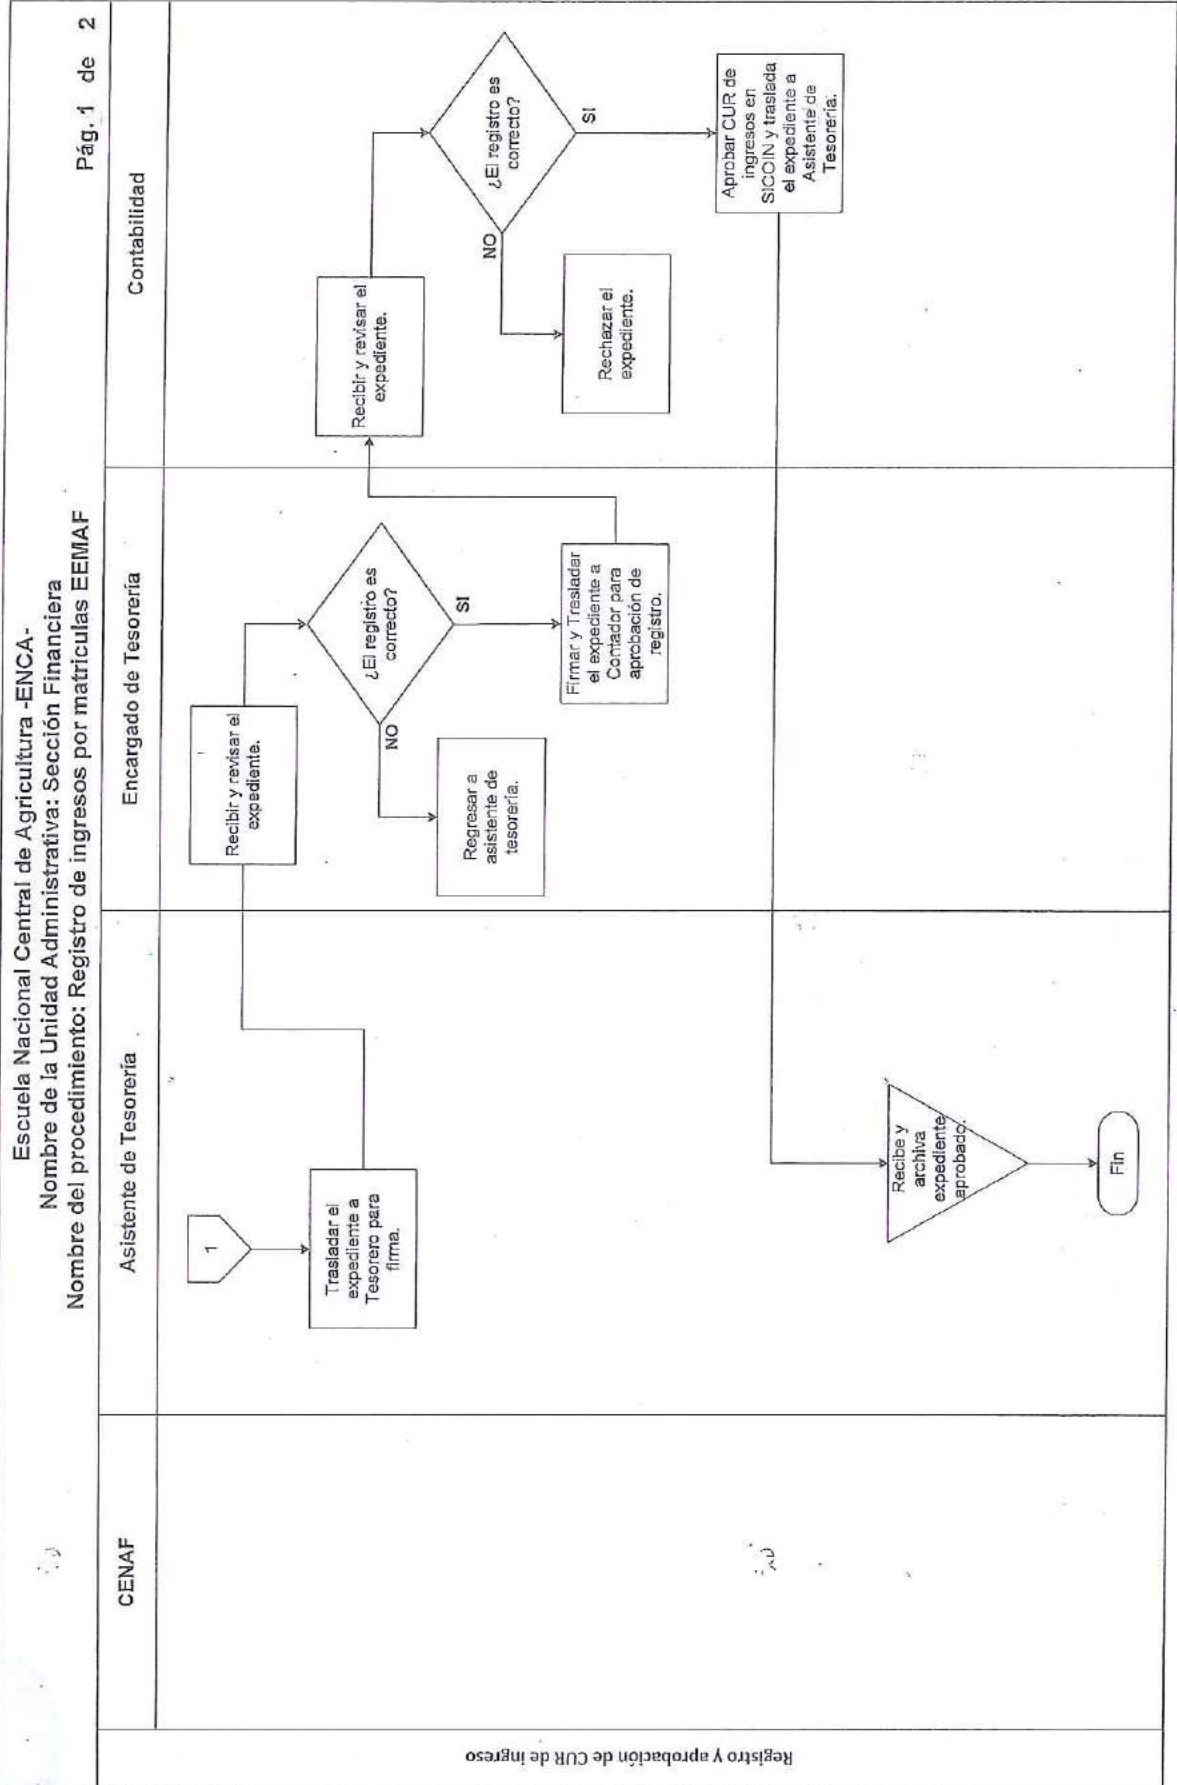 Escuela Nacional Central de Agricultura -ENCA-
Nombre de la Unidad Administrativa: Sección Financiera
Nombre del procedimiento: Registro de ingresos por matriculas EEMAF
Pág. 1 de 2
CENAF
Asistente de Tesorería
Encargado de Tesorería
Contabilidad
Registro y aprobación de CUR de ingreso
1
Trasladar el
expediente a
Tesorero para
firma.
Recibir y revisar el
expediente.
¿El registro es
correcto?
NO
SI
Regresar a
asistente de
tesorería.
Firmar y Trasladar
el expediente a
Contador para
aprobación de
registro.
Recibir y revisar el
expediente.
¿El registro es
correcto?
NO
SI
Rechazar el
expediente.
Aprobar CUR de
ingresos en
SICOIN y traslada
el expediente a
Asistente de
Tesorería.
Recibe y
archiva
expediente
aprobado.
Fin